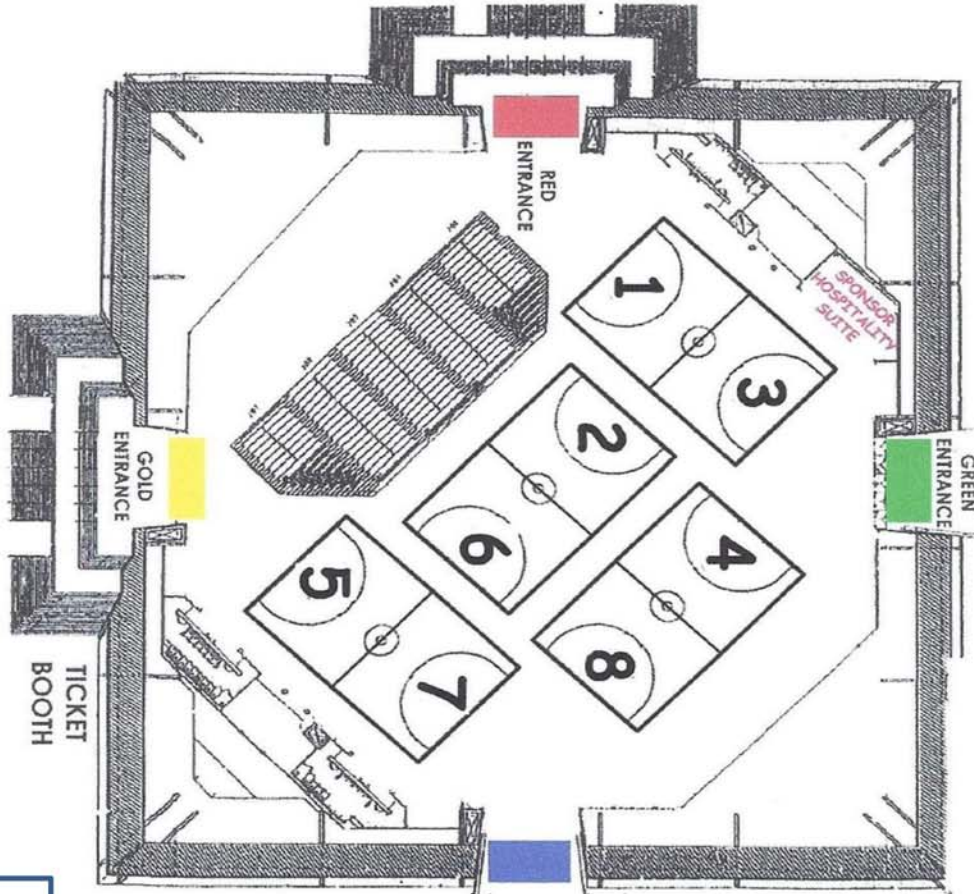 RED
ENTRANCE
SPONSOR
HOSPITALITY
SUITE
1
3
2
6
4
8
5
7
GREEN
ENTRANCE
GOLD
ENTRANCE
TICKET
BOOTH